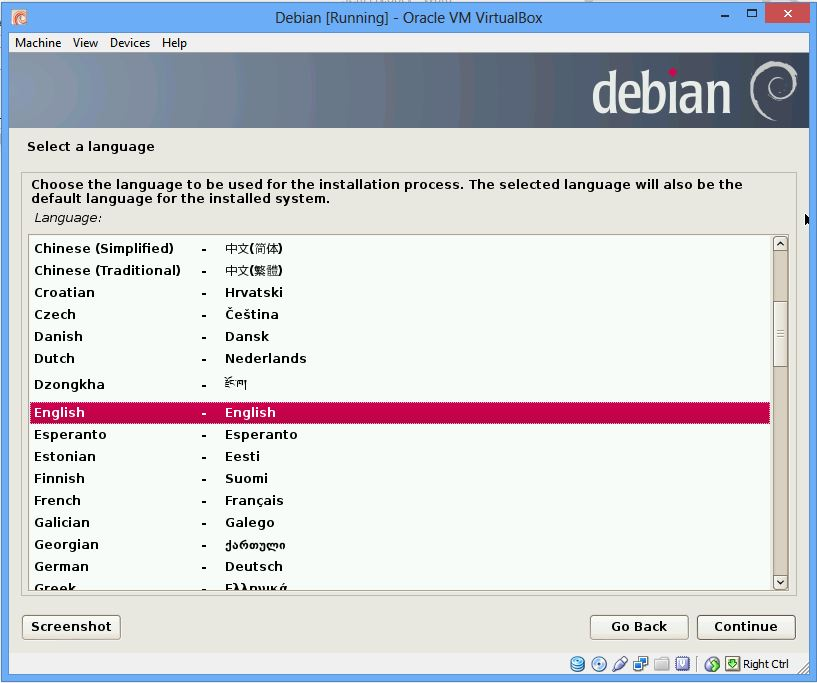 Debian [Running] - Oracle VM VirtualBox
Machine View Devices Help
debian
Select a language
Choose the language to be used for the installation process. The selected language will also be the
default language for the installed system.
Language:
Chinese (Simplified) - 中文(简体)
Chinese (Traditional) - 中文(繁體)
Croatian - Hrvatski
Czech - Čeština
Danish - Dansk
Dutch - Nederlands
Dzongkha - རྫོང་ཁ།
English - English
Esperanto - Esperanto
Estonian - Eesti
Finnish - Suomi
French - Français
Galician - Galego
Georgian - ქართული
German - Deutsch
Greek - Ελληνικά
Screenshot Go Back Continue
Right Ctrl